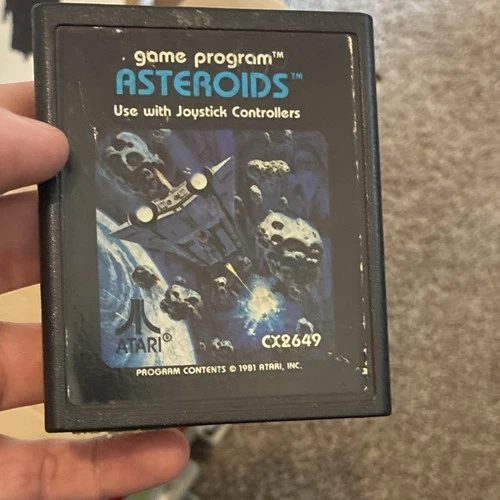 game program™
ASTEROIDS™
Use with Joystick Controllers
ATARI®
CX2649
PROGRAM CONTENTS © 1981 ATARI, INC.